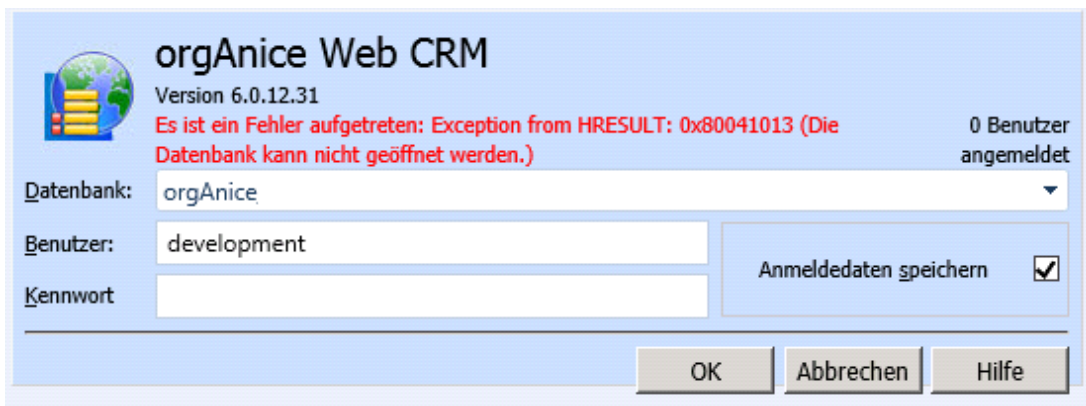 orgAnice Web CRM
Version 6.0.12.31
Es ist ein Fehler aufgetreten: Exception from HRESULT: 0x80041013 (Die
Datenbank kann nicht geöffnet werden.)
0 Benutzer
angemeldet
Datenbank: orgAnice
Benutzer: development
Anmeldedaten speichern
Kennwort
OK Abbrechen Hilfe